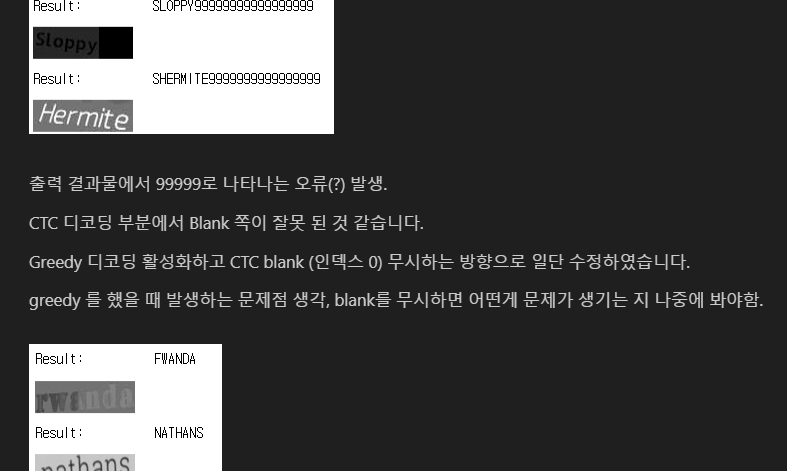 Result: SLOPPY99999999999999999
Sloppy
Result: SHERMITE9999999999999999
Hermite
출력 결과물에서 99999로 나타나는 오류(?) 발생.
CTC 디코딩 부분에서 Blank 쪽이 잘못 된 것 같습니다.
Greedy 디코딩 활성화하고 CTC blank (인덱스 0) 무시하는 방향으로 일단 수정하였습니다.
greedy 를 했을 때 발생하는 문제점 생각, blank를 무시하면 어떤게 문제가 생기는 지 나중에 봐야함.
Result: FWANDA
rwanda
Result: NATHANS
nathans